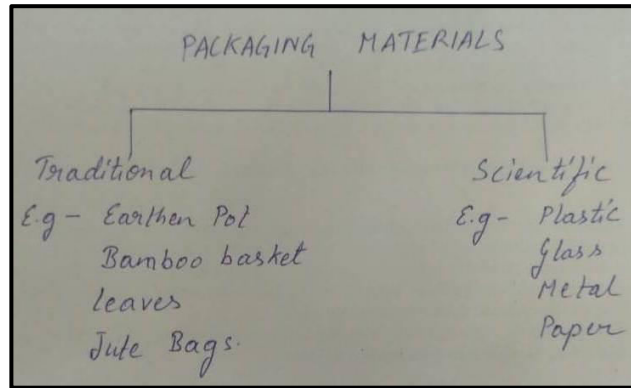 PACKAGING MATERIALS
Traditional Scientific
E.g - Earthen Pot E.g - Plastic
Bamboo basket Glass
leaves Metal
Jute Bags. Paper